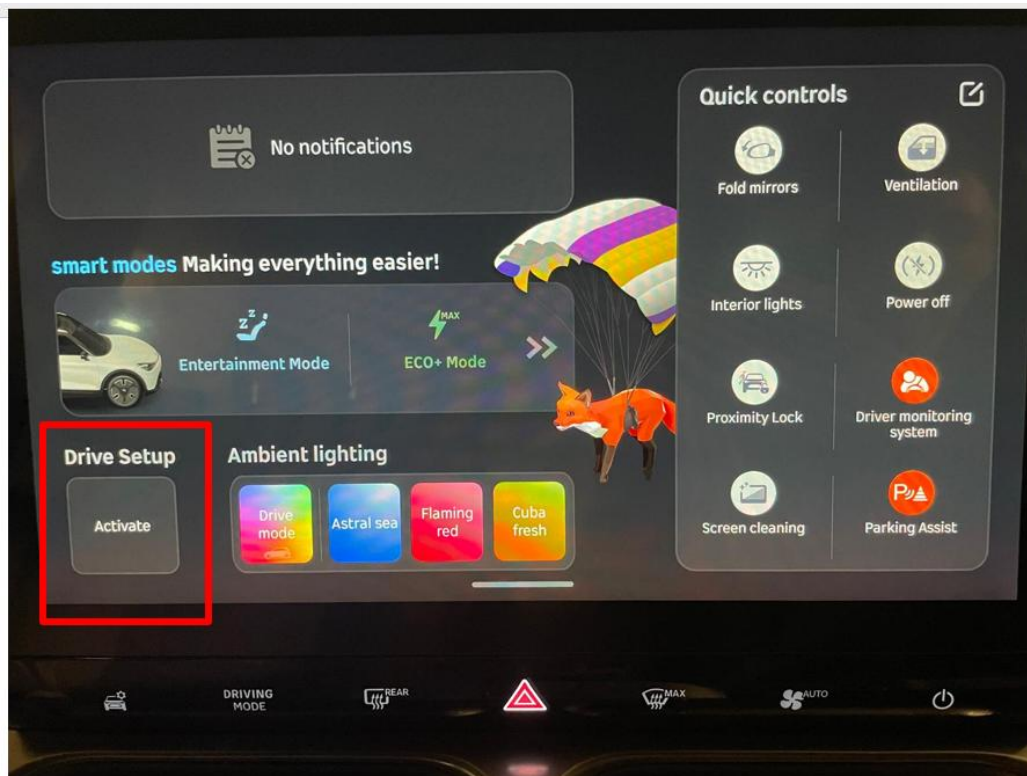 No notifications
smart modes Making everything easier!
z z
Entertainment Mode
MAX
ECO+ Mode
Drive Setup
Activate
Ambient lighting
Drive
mode
Astral sea
Flaming
red
Cuba
fresh
Quick controls
Fold mirrors
Ventilation
Interior lights
Power off
Proximity Lock
Driver monitoring
system
Screen cleaning
P
Parking Assist
DRIVING
MODE
REAR
MAX
AUTO